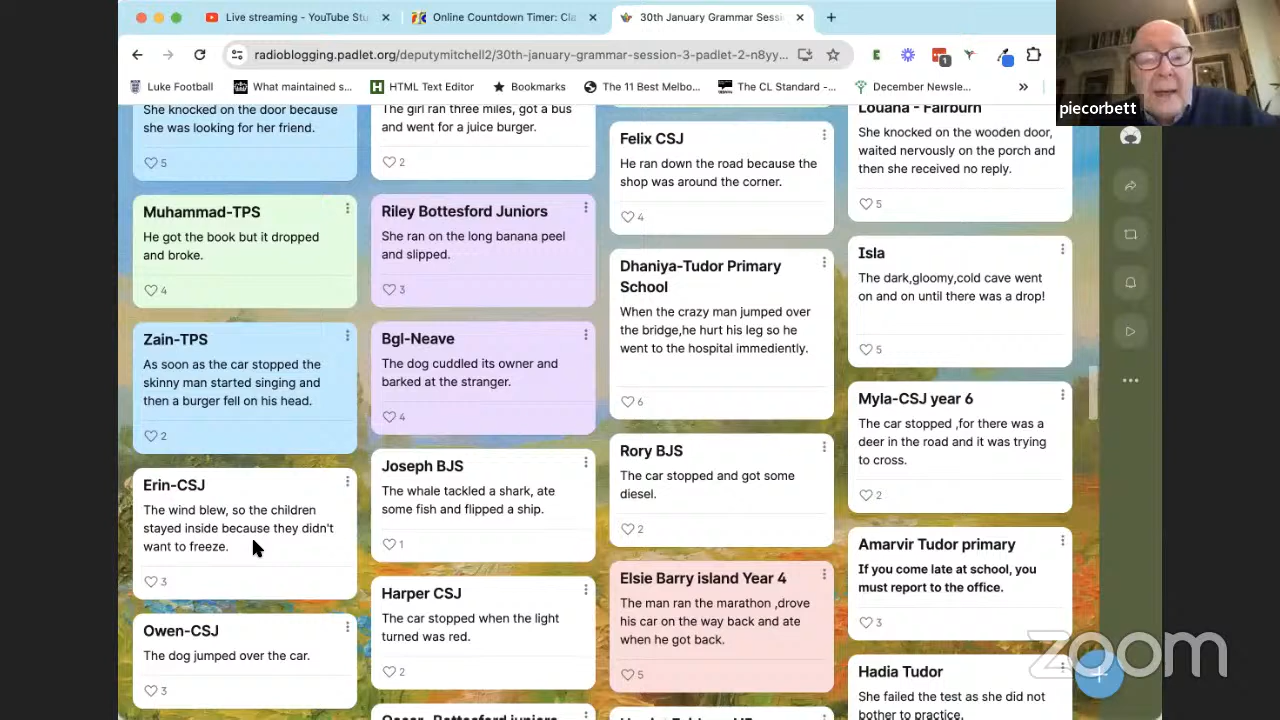 Live streaming - YouTube Stu
Online Countdown Timer: Cla
30th January Grammar Sessi
radioblogging.padlet.org/deputymitchell2/30th-january-grammar-session-3-padlet-2-n8yy...
Luke Football
What maintained s...
HTML Text Editor
Bookmarks
The 11 Best Melbo...
The CL Standard -...
December Newsle...
piecorbett
She knocked on the door because
she was looking for her friend.
5
Muhammad-TPS
He got the book but it dropped
and broke.
4
Zain-TPS
As soon as the car stopped the
skinny man started singing and
then a burger fell on his head.
2
Erin-CSJ
The wind blew, so the children
stayed inside because they didn't
want to freeze.
3
Owen-CSJ
The dog jumped over the car.
3
The girl ran three miles, got a bus
and went for a juice burger.
2
Riley Bottesford Juniors
She ran on the long banana peel
and slipped.
3
Bgl-Neave
The dog cuddled its owner and
barked at the stranger.
4
Joseph BJS
The whale tackled a shark, ate
some fish and flipped a ship.
1
Harper CSJ
The car stopped when the light
turned was red.
2
Felix CSJ
He ran down the road because the
shop was around the corner.
4
Dhaniya-Tudor Primary
School
When the crazy man jumped over
the bridge,he hurt his leg so he
went to the hospital immediently.
6
Rory BJS
The car stopped and got some
diesel.
2
Elsie Barry island Year 4
The man ran the marathon ,drove
his car on the way back and ate
when he got back.
5
Louana - Fairburn
She knocked on the wooden door,
waited nervously on the porch and
then she received no reply.
5
Isla
The dark,gloomy,cold cave went
on and on until there was a drop!
5
Myla-CSJ year 6
The car stopped ,for there was a
deer in the road and it was trying
to cross.
2
Amarvir Tudor primary
If you come late at school, you
must report to the office.
3
Hadia Tudor
She failed the test as she did not
bother to practice.
zoom